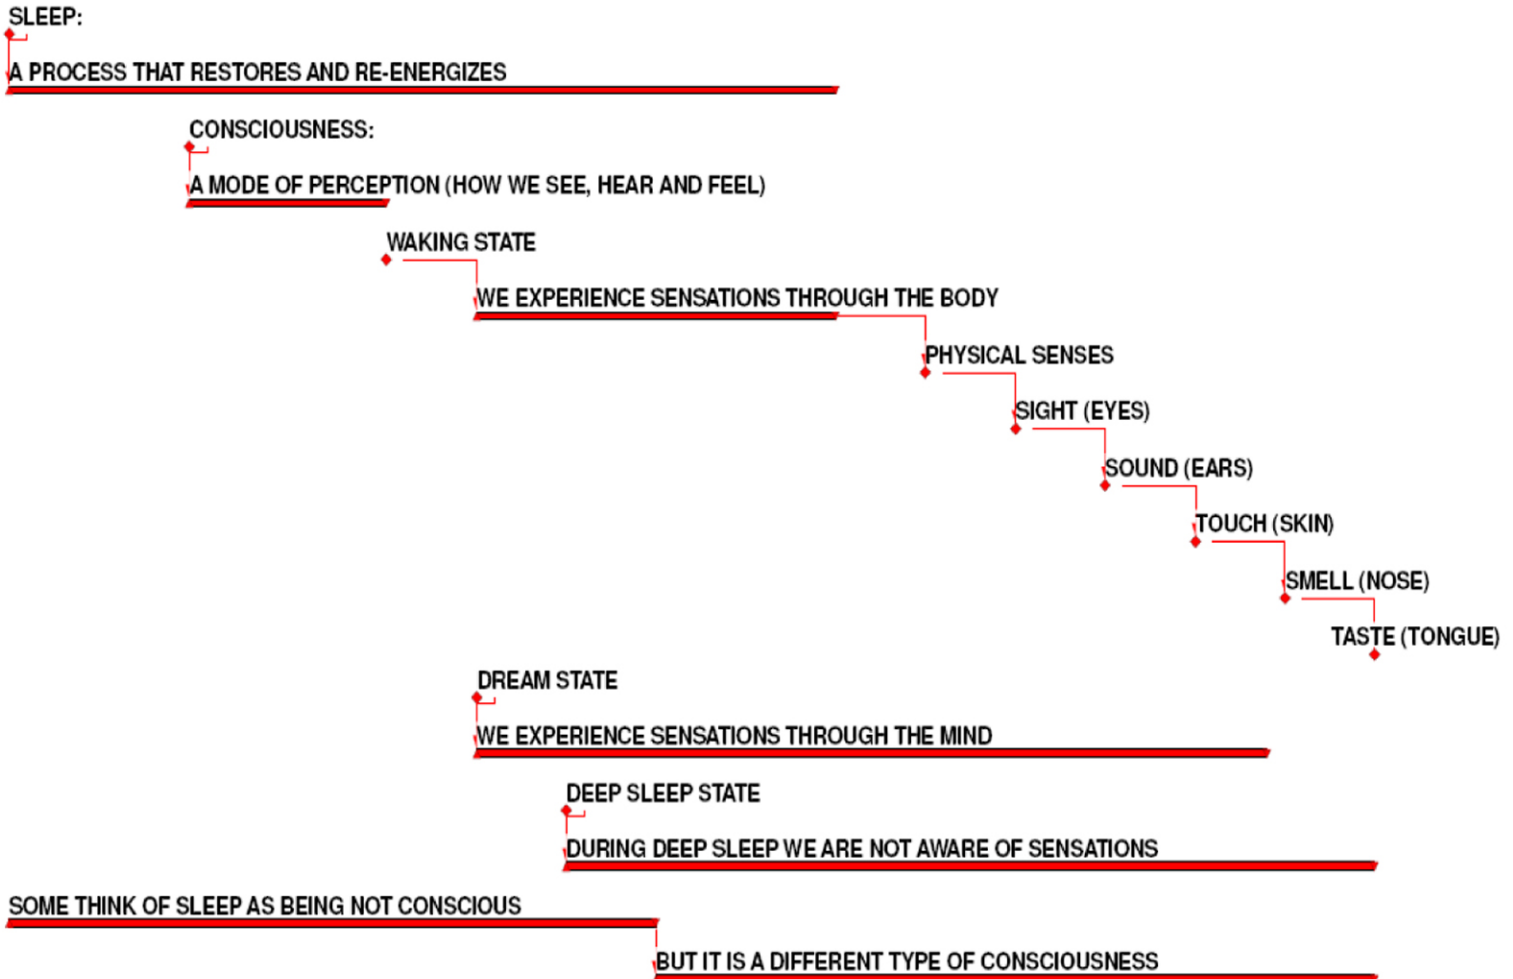 SLEEP:
A PROCESS THAT RESTORES AND RE-ENERGIZES
CONSCIOUSNESS:
A MODE OF PERCEPTION (HOW WE SEE, HEAR AND FEEL)
WAKING STATE
WE EXPERIENCE SENSATIONS THROUGH THE BODY
PHYSICAL SENSES
SIGHT (EYES)
SOUND (EARS)
TOUCH (SKIN)
SMELL (NOSE)
TASTE (TONGUE)
DREAM STATE
WE EXPERIENCE SENSATIONS THROUGH THE MIND
DEEP SLEEP STATE
DURING DEEP SLEEP WE ARE NOT AWARE OF SENSATIONS
SOME THINK OF SLEEP AS BEING NOT CONSCIOUS
BUT IT IS A DIFFERENT TYPE OF CONSCIOUSNESS